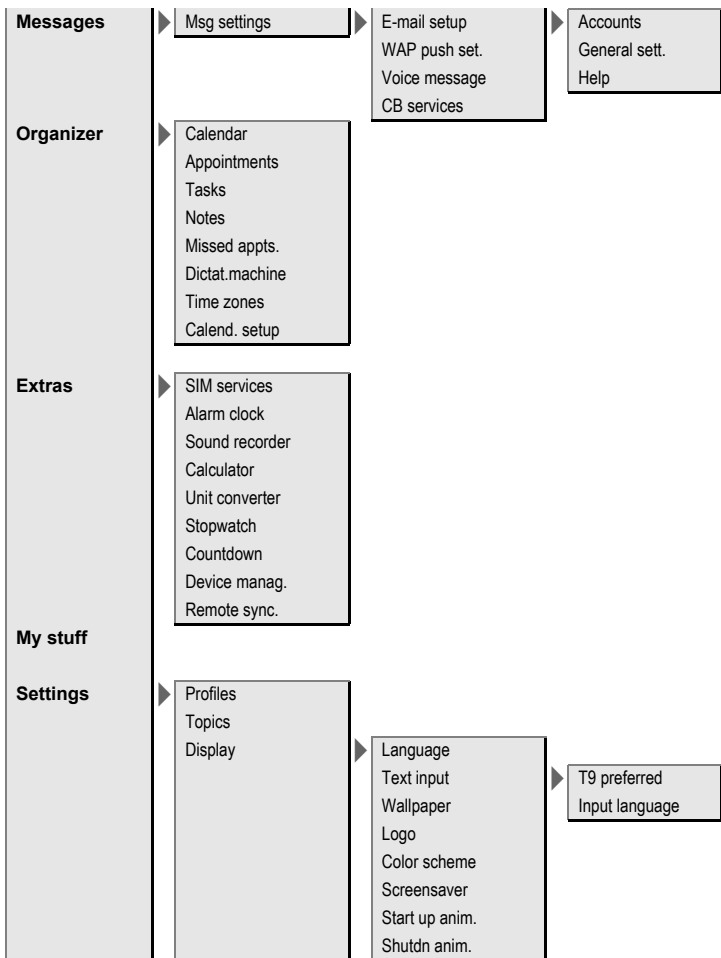 Messages
Msg settings
E-mail setup
Accounts
WAP push set.
General sett.
Voice message
Help
CB services
Organizer
Calendar
Appointments
Tasks
Notes
Missed appts.
Dictat.machine
Time zones
Calend. setup
Extras
SIM services
Alarm clock
Sound recorder
Calculator
Unit converter
Stopwatch
Countdown
Device manag.
Remote sync.
My stuff
Settings
Profiles
Topics
Display
Language
Text input
T9 preferred
Wallpaper
Input language
Logo
Color scheme
Screensaver
Start up anim.
Shutdn anim.